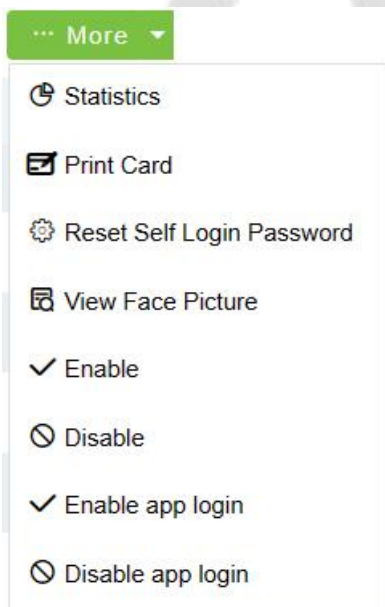 ··· More
Statistics
Print Card
Reset Self Login Password
View Face Picture
Enable
Disable
Enable app login
Disable app login